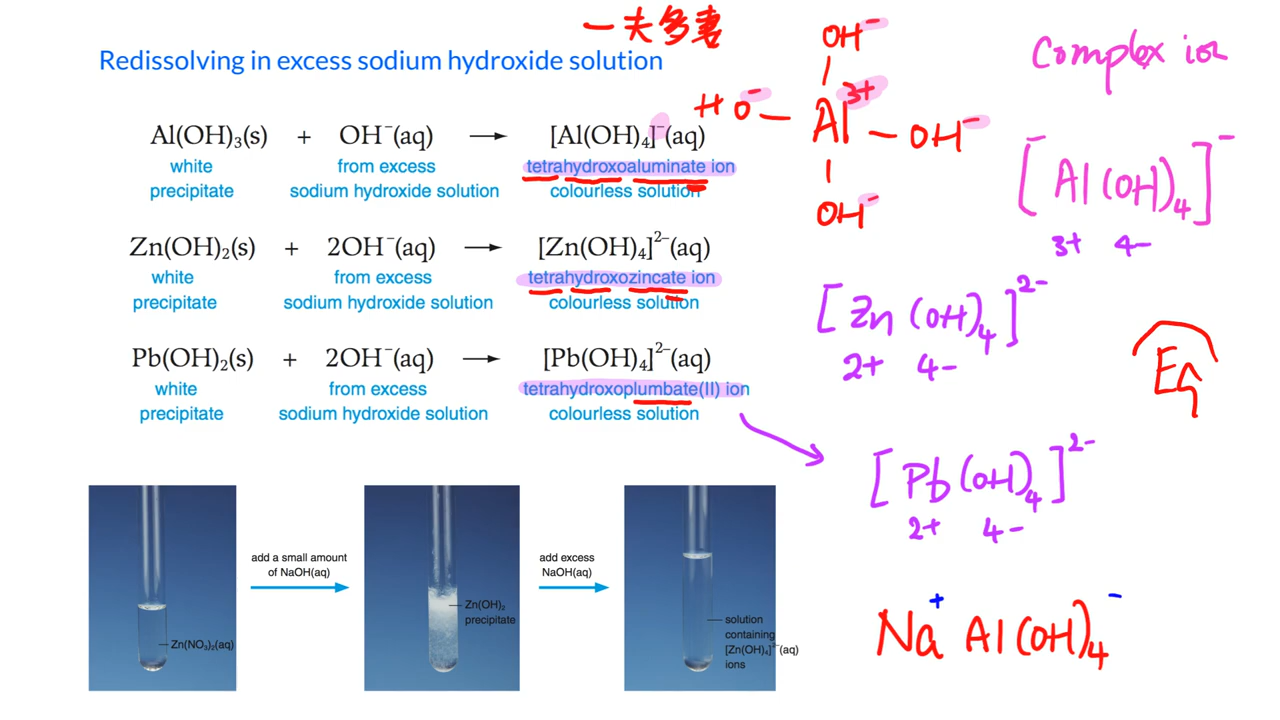 一夫多妻
Redissolving in excess sodium hydroxide solution
Al(OH)₃(s) + OH⁻(aq) ⟶ [Al(OH)₄]⁻(aq)
white from excess tetrahydroxoaluminate ion
precipitate sodium hydroxide solution colourless solution
Zn(OH)₂(s) + 2OH⁻(aq) ⟶ [Zn(OH)₄]²⁻(aq)
white from excess tetrahydroxozincate ion
precipitate sodium hydroxide solution colourless solution
Pb(OH)₂(s) + 2OH⁻(aq) ⟶ [Pb(OH)₄]²⁻(aq)
white from excess tetrahydroxoplumbate(II) ion
precipitate sodium hydroxide solution colourless solution
OH⁻
HO⁻ — Al³⁺ — OH⁻
OH⁻
Complex ion
[Al(OH)₄]⁻
3+ 4-
[Zn(OH)₄]²⁻
2+ 4-
Eq
[Pb(OH)₄]²⁻
2+ 4-
Na⁺ Al(OH)₄⁻
Zn(NO₃)₂(aq)
add a small amount
of NaOH(aq)
Zn(OH)₂
precipitate
add excess
NaOH(aq)
solution
containing
[Zn(OH)₄]²⁻(aq)
ions